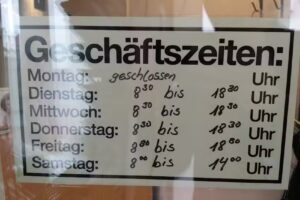 Geschäftszeiten:
Montag: geschlossen Uhr
Dienstag: 8³⁰ bis 18³⁰ Uhr
Mittwoch: 8³⁰ bis 18³⁰ Uhr
Donnerstag: 8³⁰ bis 18³⁰ Uhr
Freitag: 8⁰⁰ bis 18³⁰ Uhr
Samstag: 8⁰⁰ bis 14⁰⁰ Uhr